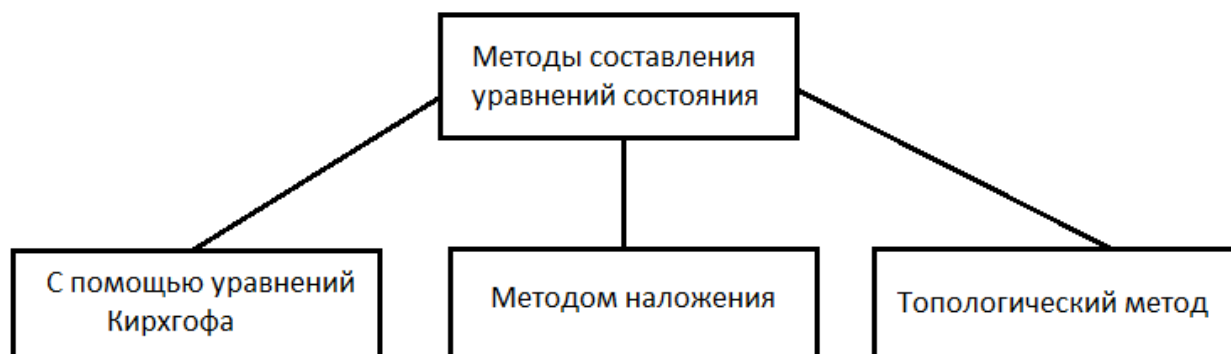 Методы составления
уравнений состояния
С помощью уравнений
Кирхгофа
Методом наложения
Топологический метод